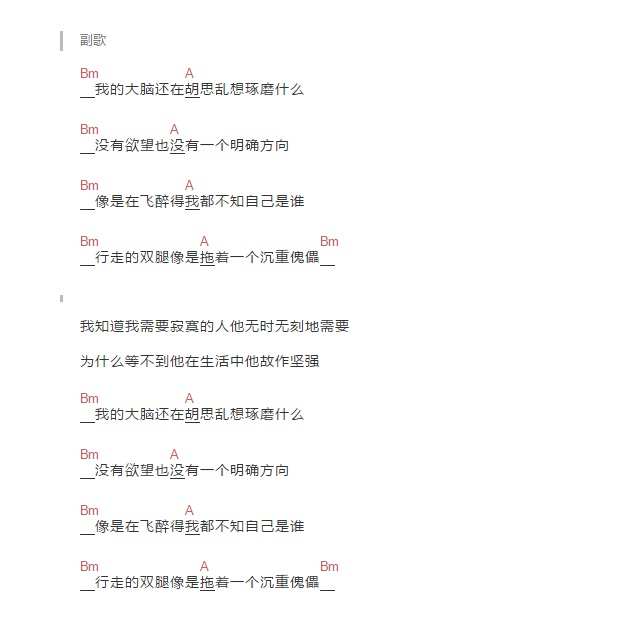 副歌
Bm A
__我的大脑还在胡思乱想琢磨什么
Bm A
__没有欲望也没有一个明确方向
Bm A
__像是在飞醉得我都不知自己是谁
Bm A Bm
__行走的双腿像是拖着一个沉重傀儡__
我知道我需要寂寞的人他无时无刻地需要
为什么等不到他在生活中他故作坚强
Bm A
__我的大脑还在胡思乱想琢磨什么
Bm A
__没有欲望也没有一个明确方向
Bm A
__像是在飞醉得我都不知自己是谁
Bm A Bm
__行走的双腿像是拖着一个沉重傀儡__